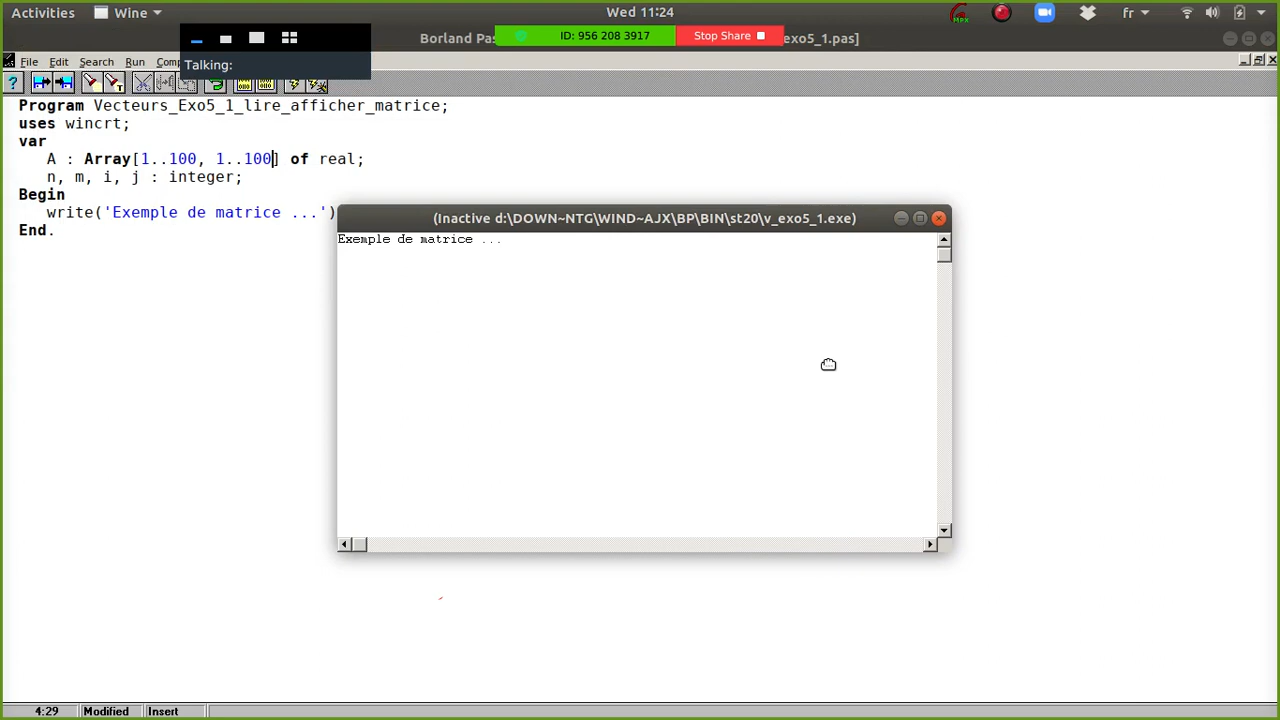 Activities Wine Wed 11:24 MPX fr
Borland Pas exo5_1.pas]
ID: 956 208 3917 Stop Share
Talking:
File Edit Search Run Comp
Program Vecteurs_Exo5_1_lire_afficher_matrice;
uses wincrt;
var
A : Array[1..100, 1..100] of real;
n, m, i, j : integer;
Begin
write('Exemple de matrice ...')
End.
(Inactive d:\DOWN~NTG\WIND~AJX\BP\BIN\st20\v_exo5_1.exe)
Exemple de matrice ...
4:29 Modified Insert